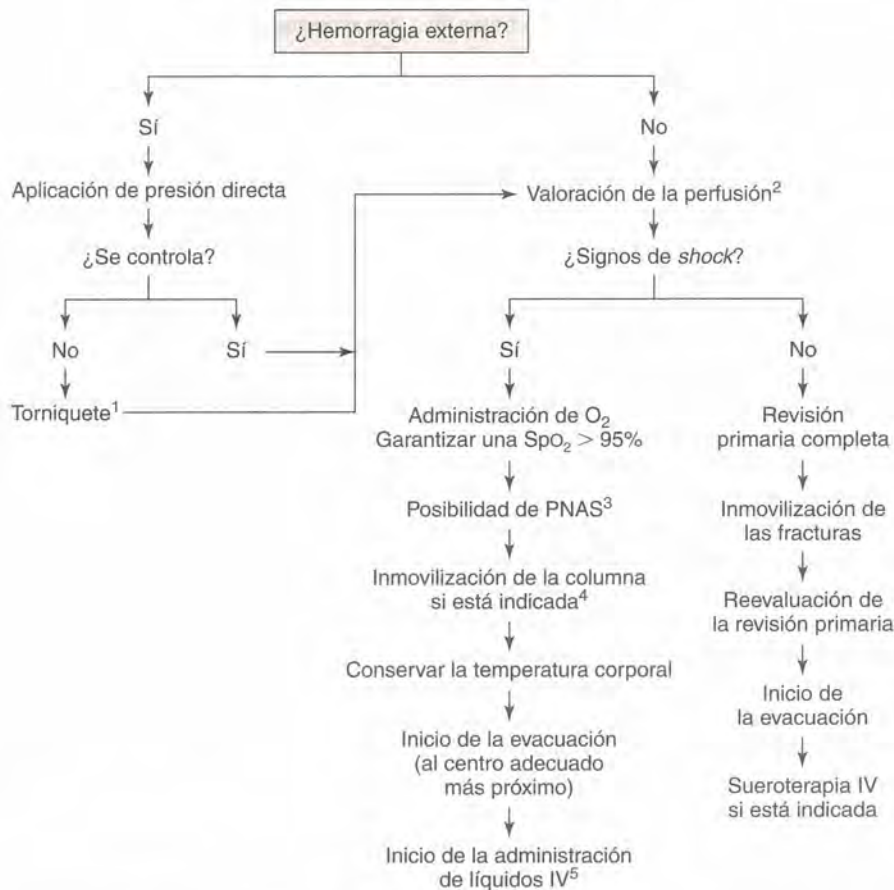 ¿Hemorragia externa?
Sí
No
Aplicación de presión directa
Valoración de la perfusión²
¿Se controla?
¿Signos de shock?
No
Sí
Sí
No
Torniquete¹
Administración de O₂
Garantizar una SpO₂ > 95%
Revisión
primaria completa
Posibilidad de PNAS³
Inmovilización de
las fracturas
Inmovilización de la columna
si está indicada⁴
Reevaluación de
la revisión primaria
Conservar la temperatura corporal
Inicio de
la evacuación
Inicio de la evacuación
(al centro adecuado
más próximo)
Sueroterapia IV
si está indicada
Inicio de la administración
de líquidos IV⁵